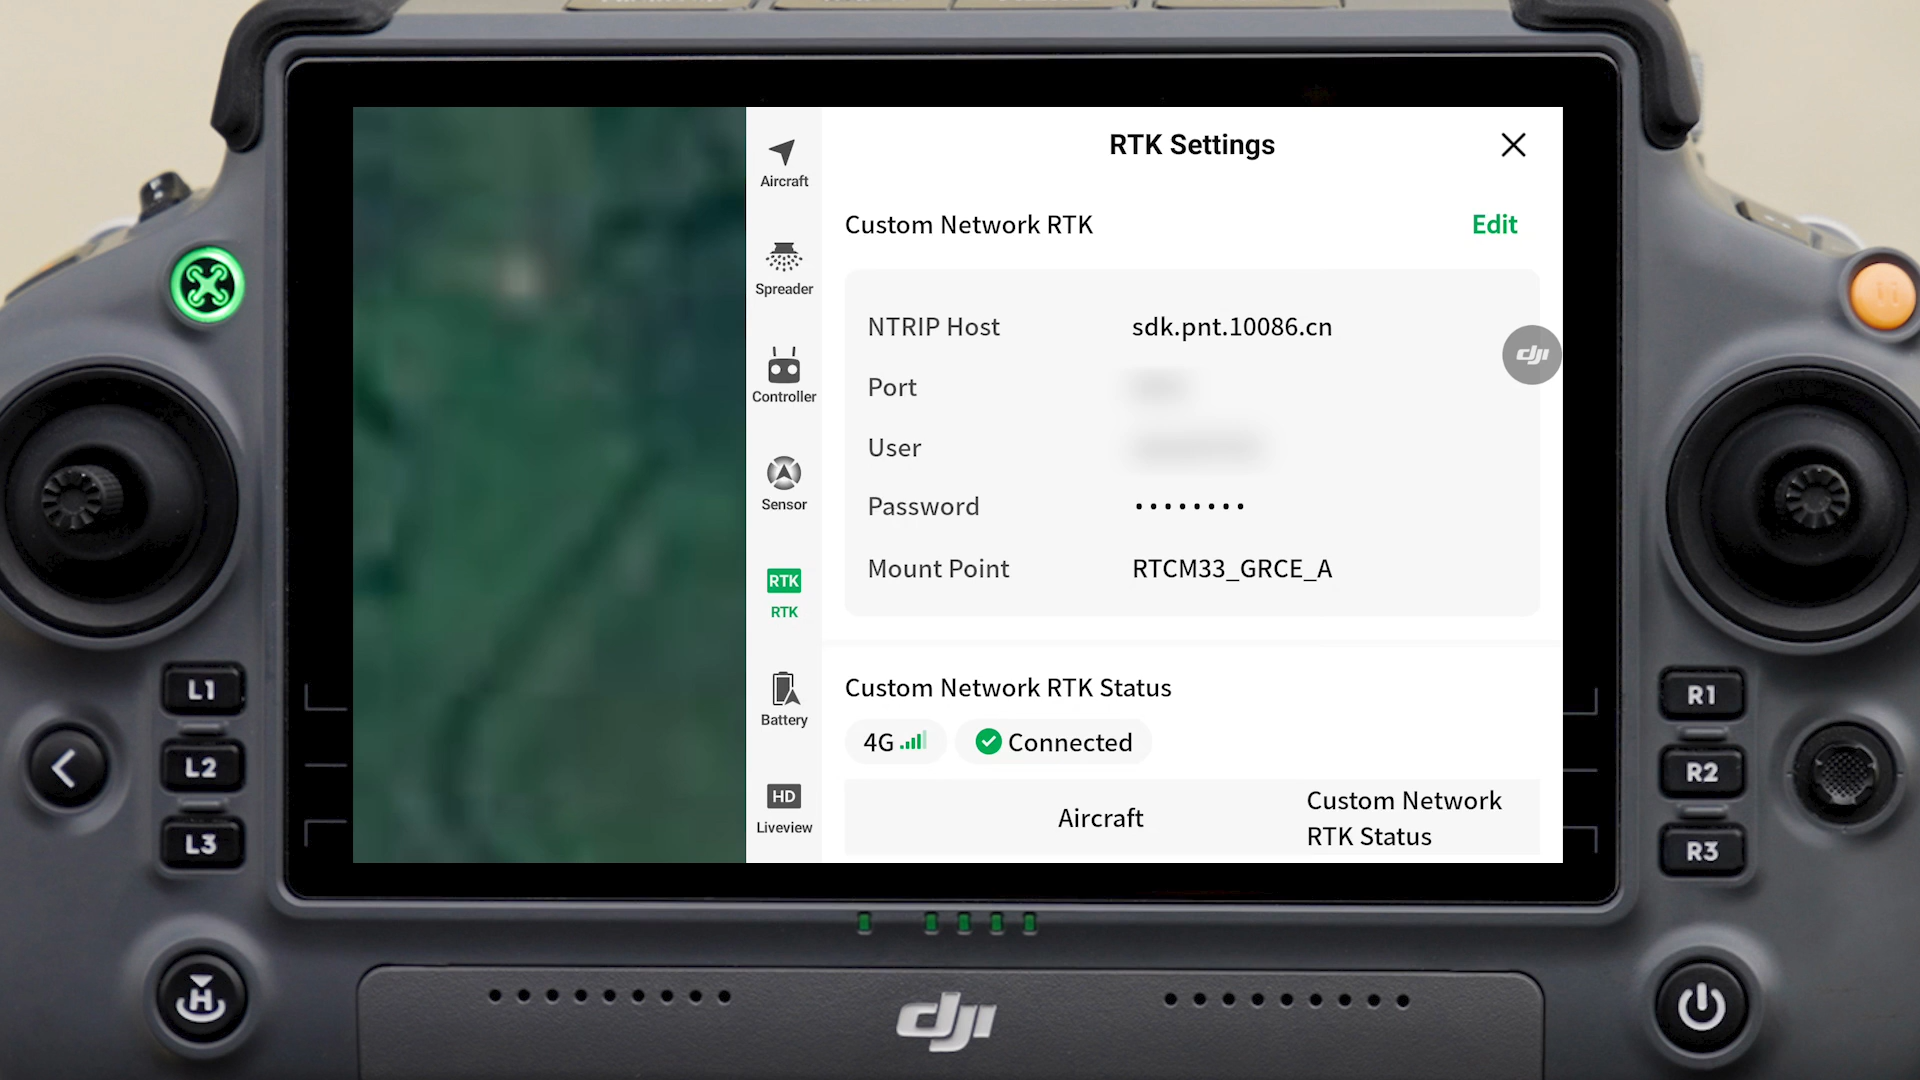 RTK Settings
Aircraft
Spreader
Controller
Sensor
RTK
RTK
Battery
HD
Liveview
Custom Network RTK
Edit
NTRIP Host
sdk.pnt.10086.cn
Port
User
Password
••••••••
Mount Point
RTCM33_GRCE_A
dji
Custom Network RTK Status
4G
Connected
Aircraft
Custom Network
RTK Status
L1
L2
L3
R1
R2
R3
H
dji